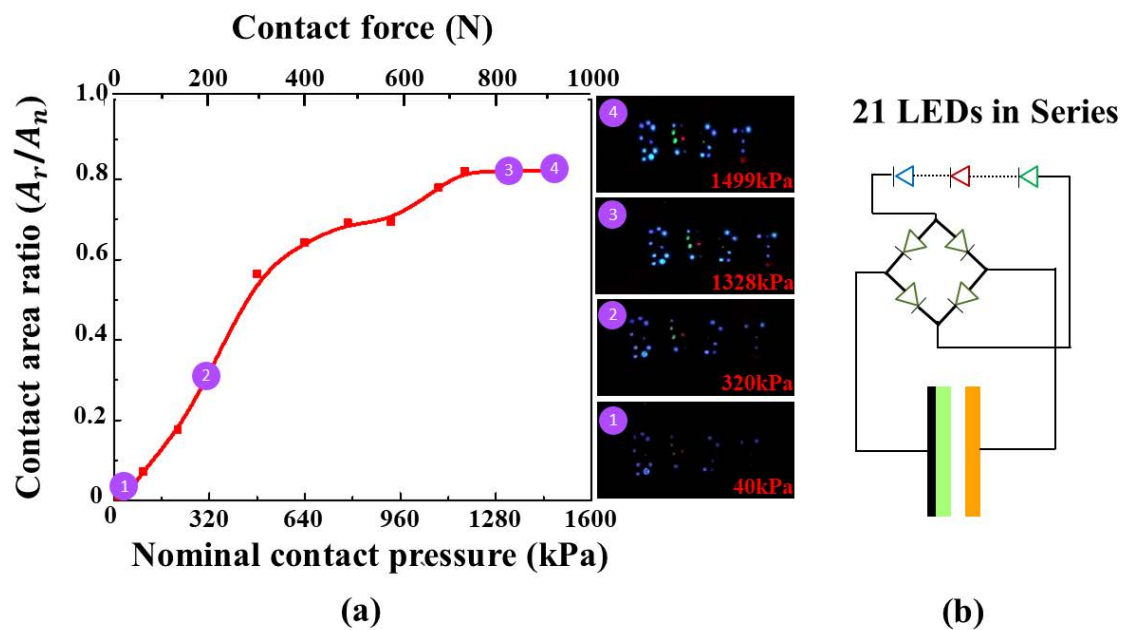 Contact force (N)
0 200 400 600 800 1000
Contact area ratio (A_r/A_n)
1.0
0.8
0.6
0.4
0.2
0
0 320 640 960 1280 1600
Nominal contact pressure (kPa)
1
2
3
4
4
1499kPa
3
1328kPa
2
320kPa
1
40kPa
(a)
21 LEDs in Series
(b)